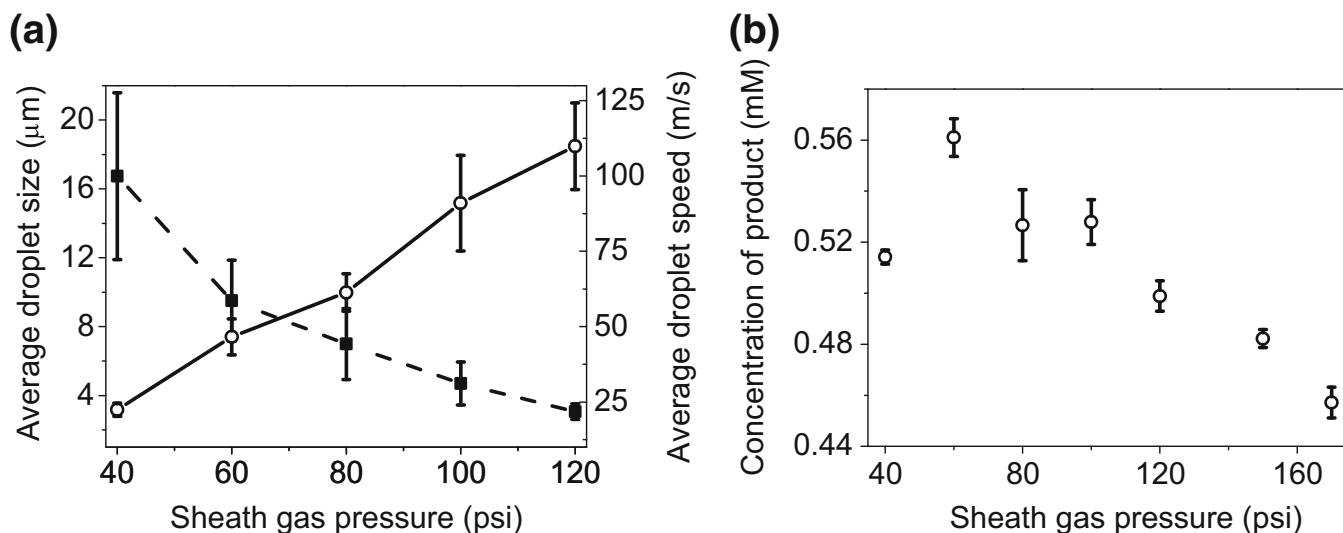 (a)
Average droplet size (μm)
20
16
12
8
4
125
100
75
50
25
Average droplet speed (m/s)
40 60 80 100 120
Sheath gas pressure (psi)
(b)
Concentration of product (mM)
0.56
0.52
0.48
0.44
40 80 120 160
Sheath gas pressure (psi)